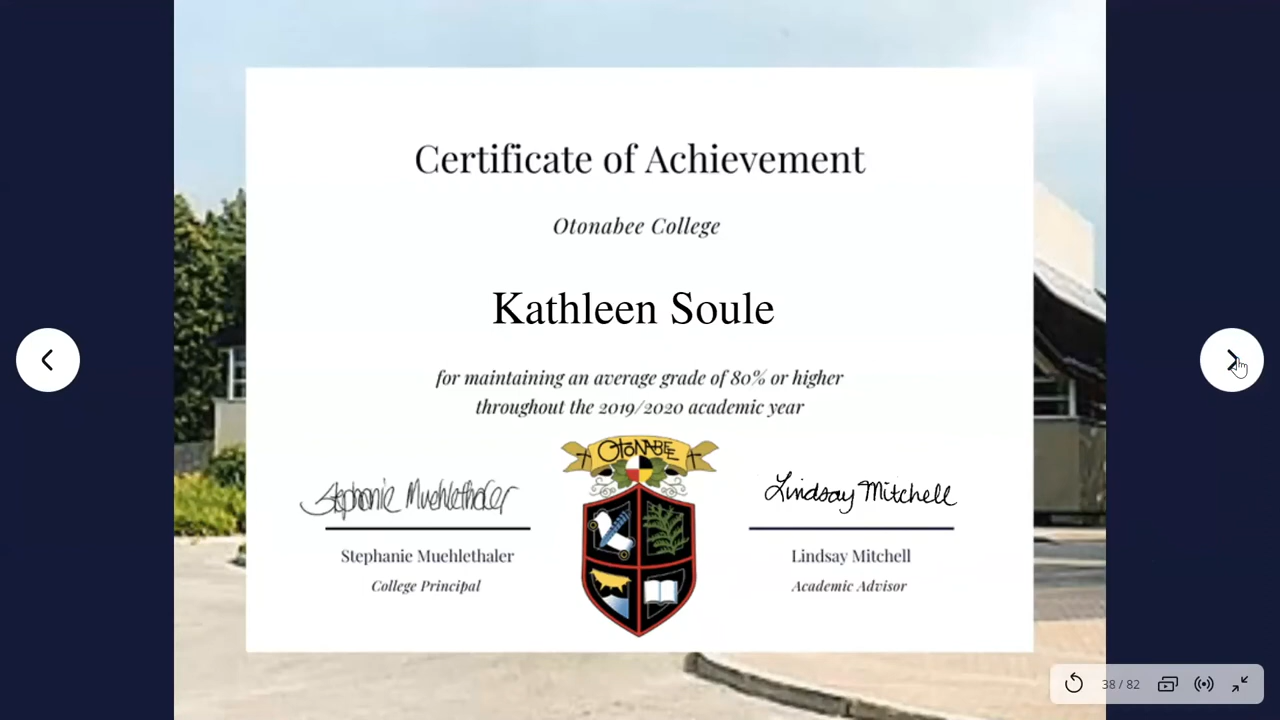 Certificate of Achievement
Otonabee College
Kathleen Soule
for maintaining an average grade of 80% or higher
throughout the 2019/2020 academic year
OTONABEE
Stephanie Muehlethaler
Lindsay Mitchell
Stephanie Muehlethaler
Lindsay Mitchell
College Principal
Academic Advisor
38 / 82